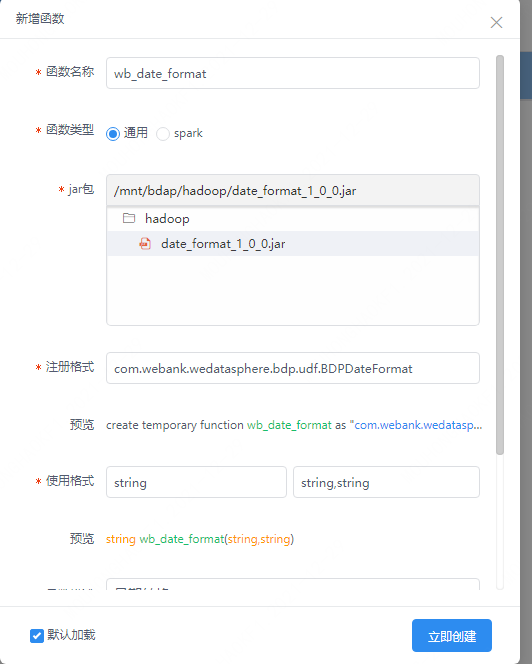 新增函数
* 函数名称 wb_date_format
* 函数类型 通用 spark
* jar包 /mnt/bdap/hadoop/date_format_1_0_0.jar
hadoop
date_format_1_0_0.jar
* 注册格式 com.webank.wedatasphere.bdp.udf.BDPDateFormat
预览 create temporary function wb_date_format as "com.webank.wedatasp...
* 使用格式 string string,string
预览 string wb_date_format(string,string)
默认加载 立即创建